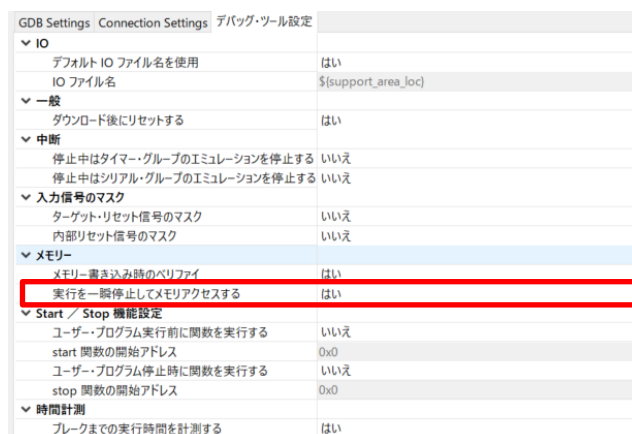 GDB Settings Connection Settings デバッグ・ツール設定
IO
デフォルト IO ファイル名を使用 はい
IO ファイル名 ${support_area_loc}
一般
ダウンロード後にリセットする はい
中断
停止中はタイマー・グループのエミュレーションを停止する いいえ
停止中はシリアル・グループのエミュレーションを停止する いいえ
入力信号のマスク
ターゲット・リセット信号のマスク いいえ
内部リセット信号のマスク いいえ
メモリー
メモリー書き込み時のベリファイ はい
実行を一瞬停止してメモリアクセスする はい
Start ／ Stop 機能設定
ユーザー・プログラム実行前に関数を実行する いいえ
start 関数の開始アドレス 0x0
ユーザー・プログラム停止時に関数を実行する いいえ
stop 関数の開始アドレス 0x0
時間計測
ブレークまでの実行時間を計測する はい